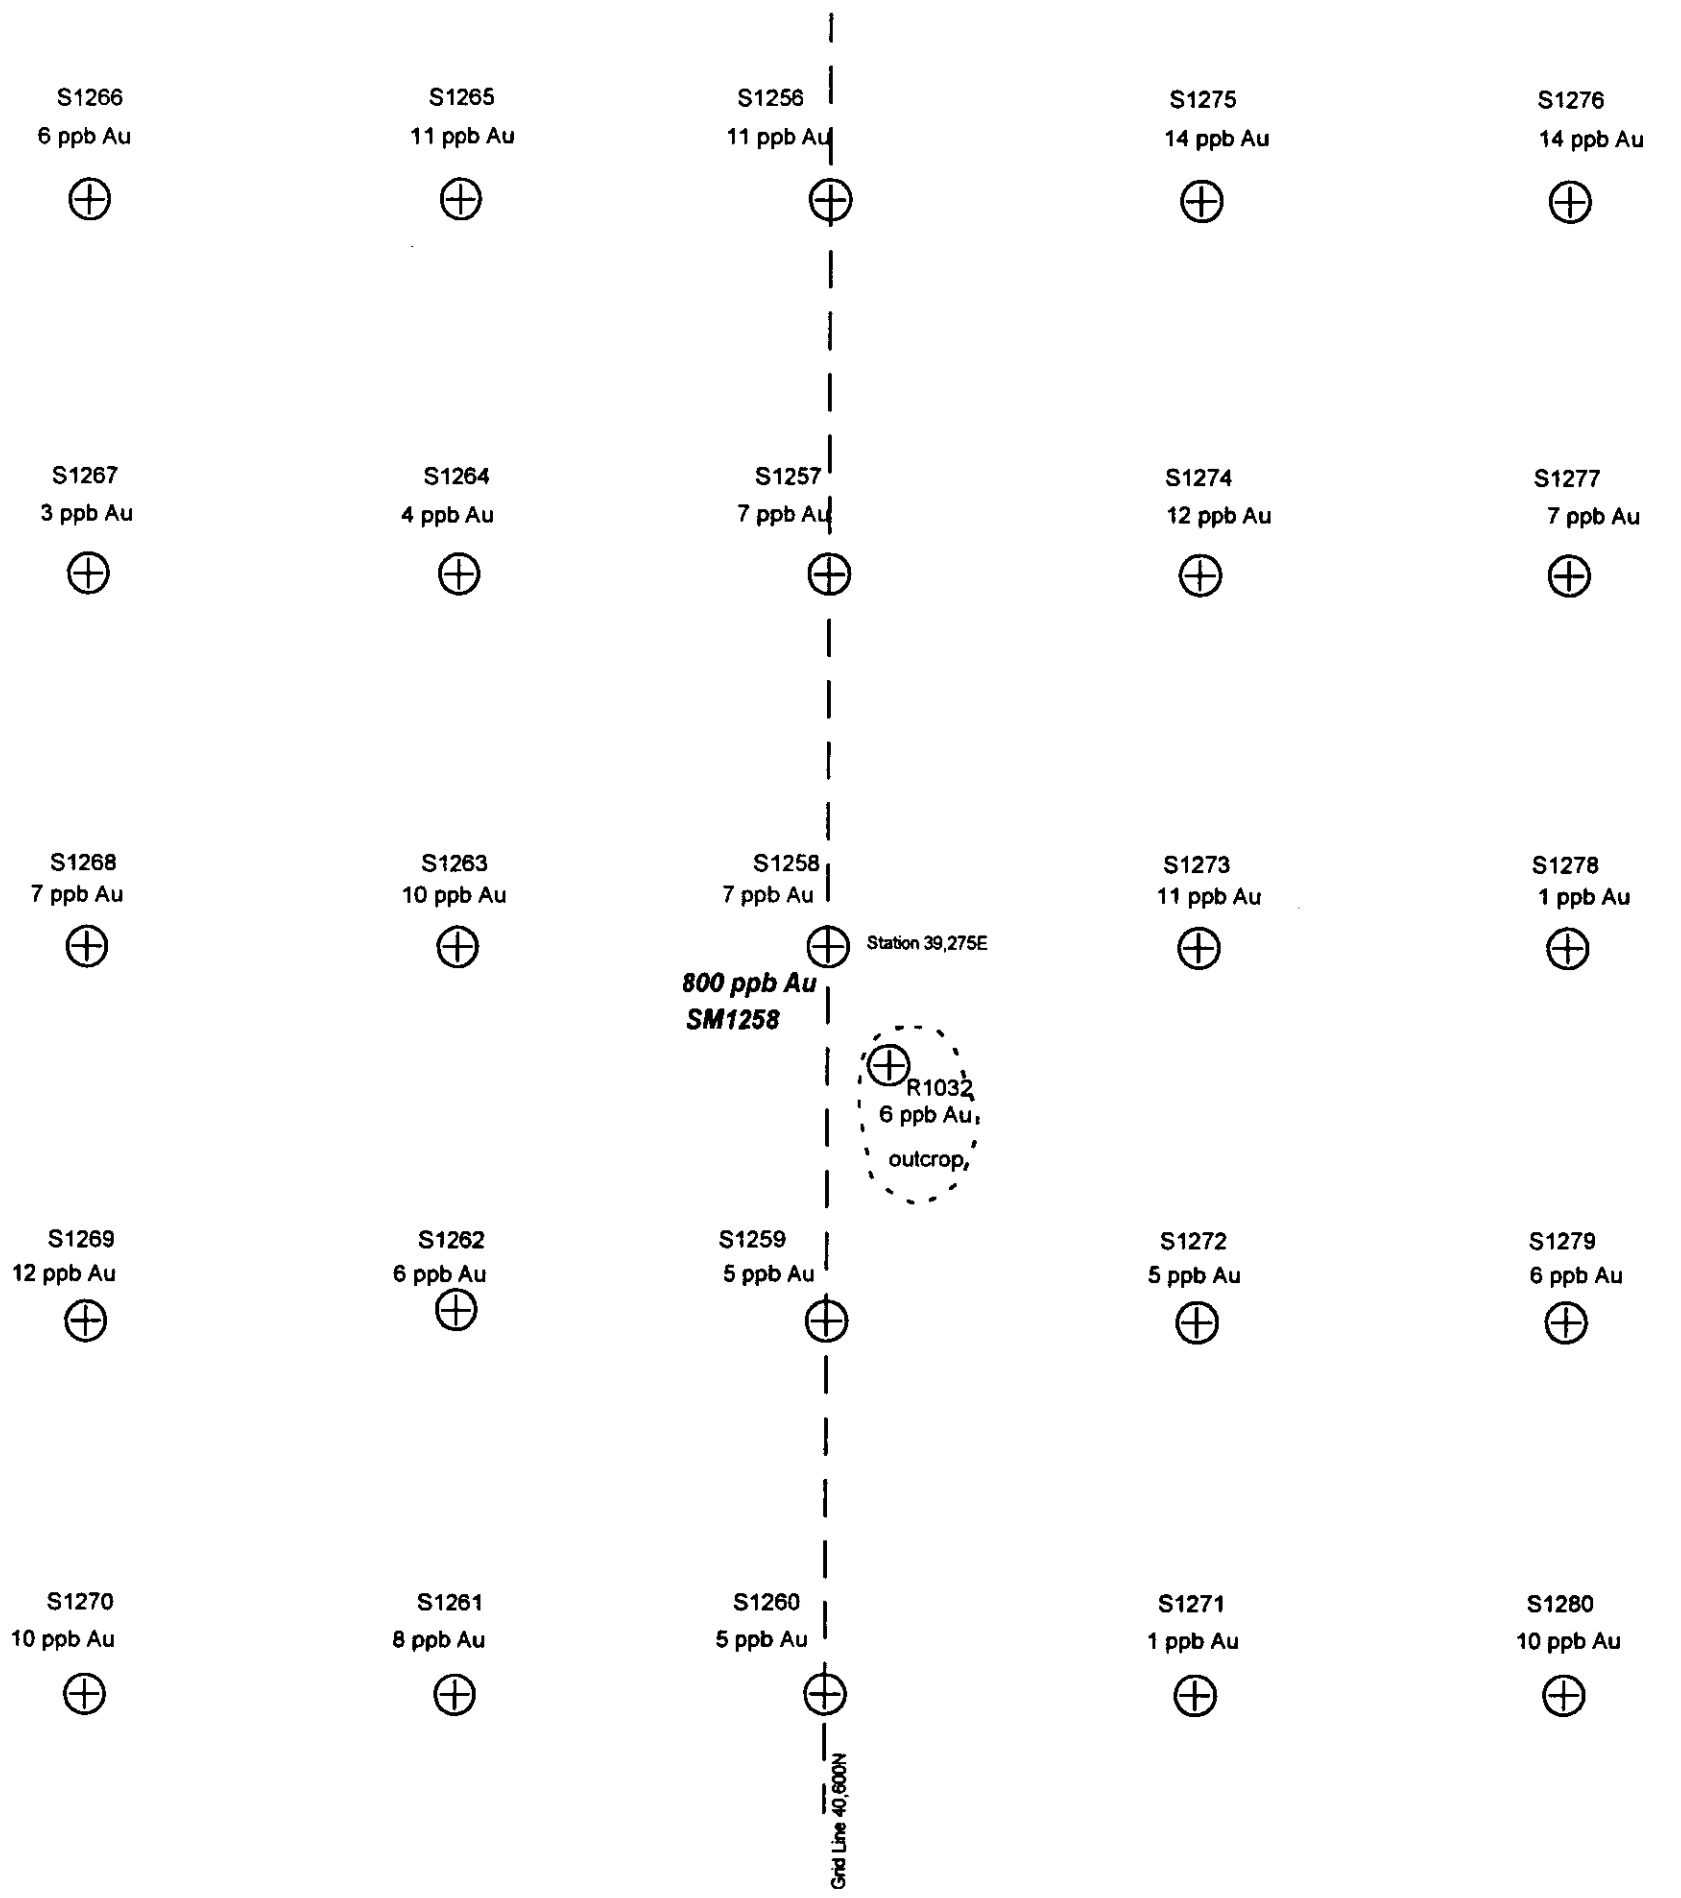 S1266
6 ppb Au
S1265
11 ppb Au
S1256
11 ppb Au
S1275
14 ppb Au
S1276
14 ppb Au
S1267
3 ppb Au
S1264
4 ppb Au
S1257
7 ppb Au
S1274
12 ppb Au
S1277
7 ppb Au
S1268
7 ppb Au
S1263
10 ppb Au
S1258
7 ppb Au
S1273
11 ppb Au
S1278
1 ppb Au
Station 39,275E
800 ppb Au
SM1258
R1032
6 ppb Au
outcrop
S1269
12 ppb Au
S1262
6 ppb Au
S1259
5 ppb Au
S1272
5 ppb Au
S1279
6 ppb Au
S1270
10 ppb Au
S1261
8 ppb Au
S1260
5 ppb Au
S1271
1 ppb Au
S1280
10 ppb Au
Grid Line 40,600N